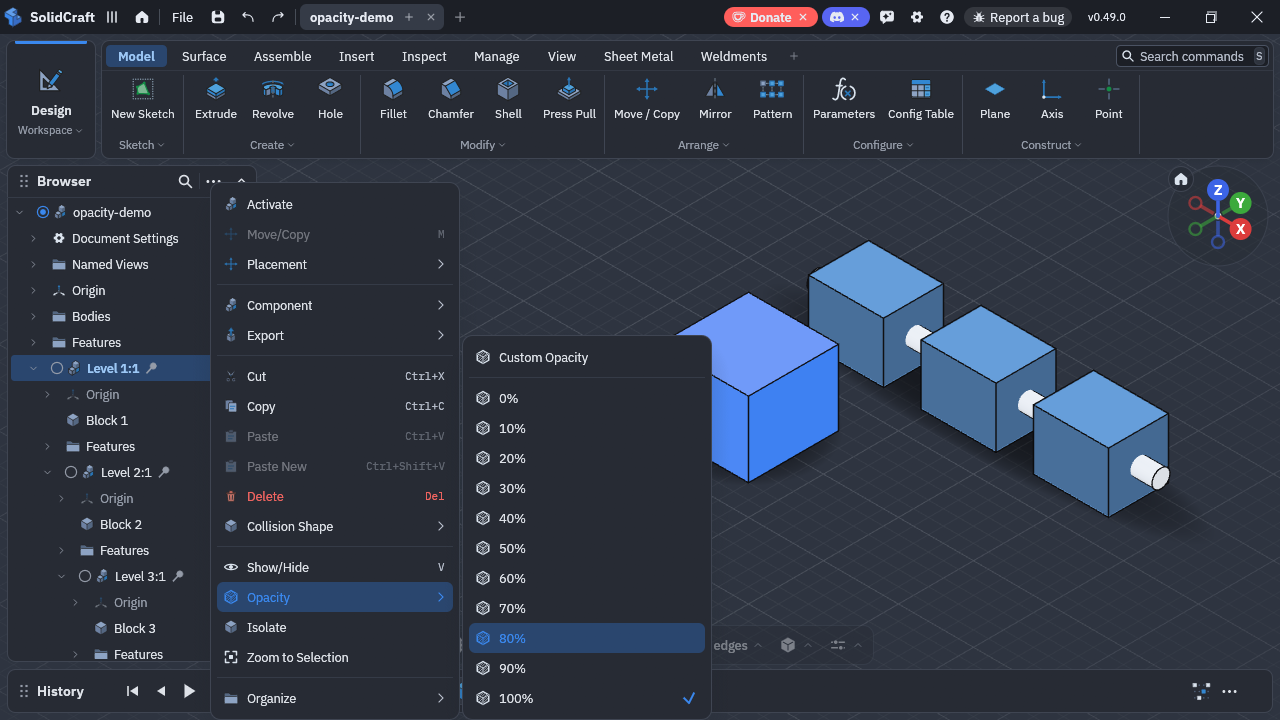 SolidCraft File opacity-demo Donate Report a bug v0.49.0
Model Surface Assemble Insert Inspect Manage View Sheet Metal Weldments Search commands S
Design
Workspace
New Sketch Extrude Revolve Hole Fillet Chamfer Shell Press Pull Move / Copy Mirror Pattern Parameters Config Table Plane Axis Point
Sketch Create Modify Arrange Configure Construct
Browser
opacity-demo
Document Settings
Named Views
Origin
Bodies
Features
Level 1:1
Origin
Block 1
Features
Level 2:1
Origin
Block 2
Features
Level 3:1
Origin
Block 3
Features
Activate
Move/Copy M
Placement
Component
Export
Cut Ctrl+X
Copy Ctrl+C
Paste Ctrl+V
Paste New Ctrl+Shift+V
Delete Del
Collision Shape
Show/Hide V
Opacity
Isolate
Zoom to Selection
Organize
Custom Opacity
0%
10%
20%
30%
40%
50%
60%
70%
80%
90%
100%
Z
Y
X
edges
History